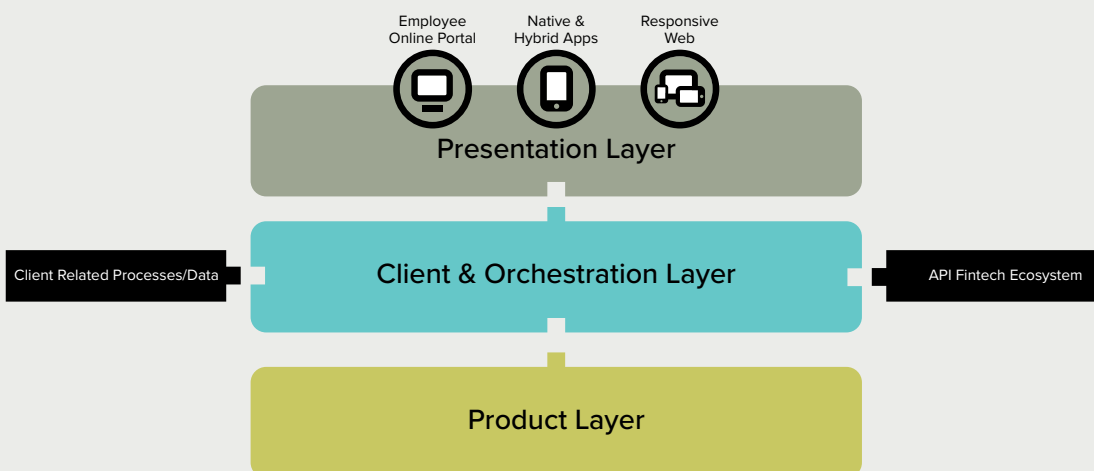 Employee
Online Portal
Native &
Hybrid Apps
Responsive
Web
Presentation Layer
Client Related Processes/Data
Client & Orchestration Layer
API Fintech Ecosystem
Product Layer